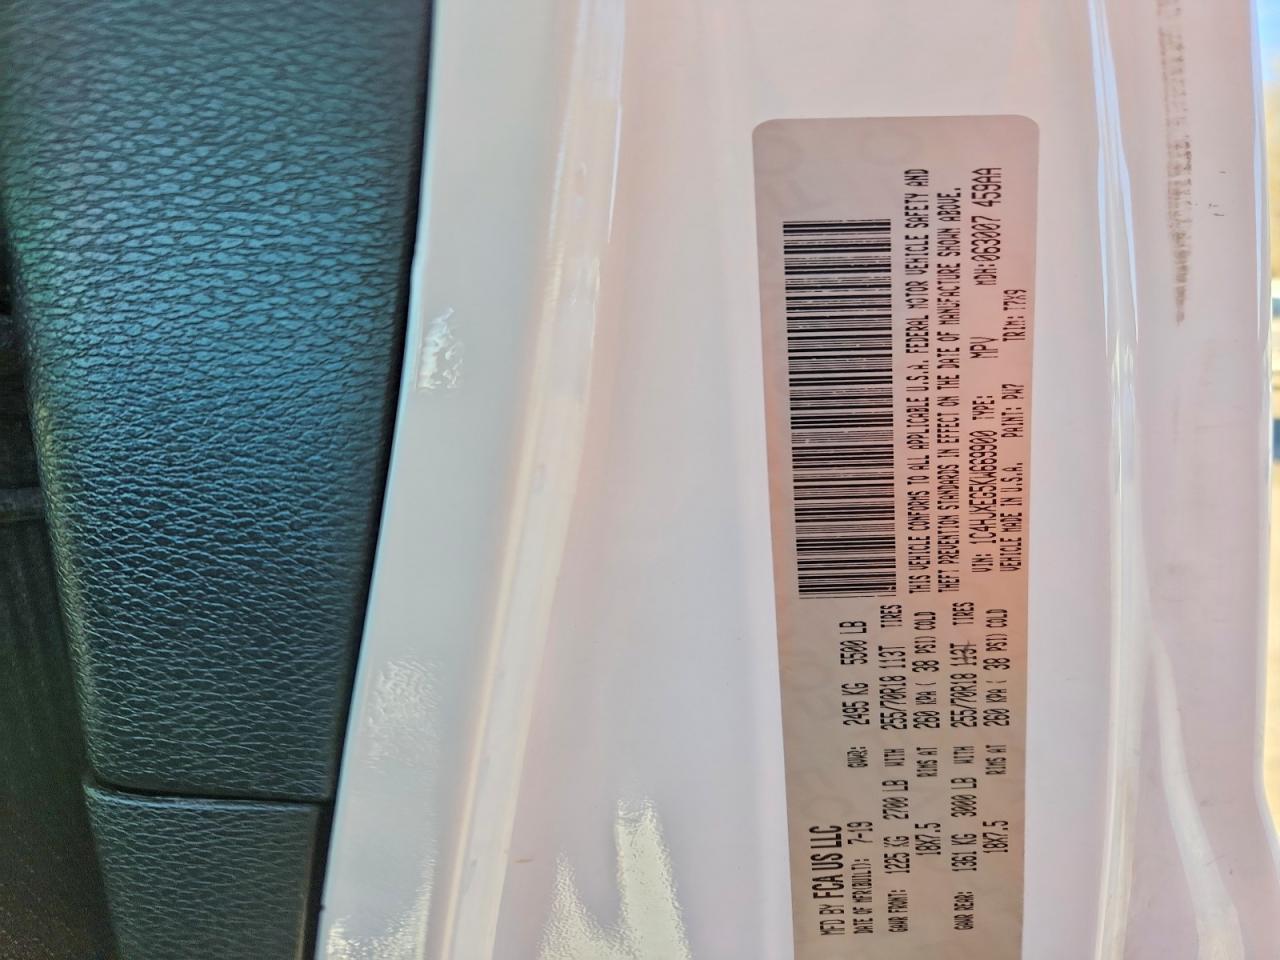 MFD BY FCA US LLC
DATE OF MFR(BUILT): 7-19 GVWR: 2495 KG 5500 LB
GAWR FRONT: 1225 KG 2700 LB WITH 255/70R18 113T TIRES
18X7.5 RIMS AT 260 KPA ( 38 PSI) COLD
GAWR REAR: 1361 KG 3000 LB WITH 255/70R18 113T TIRES
18X7.5 RIMS AT 260 KPA ( 38 PSI) COLD
THIS VEHICLE CONFORMS TO ALL APPLICABLE U.S.A. FEDERAL MOTOR VEHICLE SAFETY AND
THEFT PREVENTION STANDARDS IN EFFECT ON THE DATE OF MANUFACTURE SHOWN ABOVE.
VIN: 1C4HJXEG5KW669900 TYPE: MPV MDH:063007 459AA
VEHICLE MADE IN U.S.A. PAINT: PW7 TRIM: T7X9